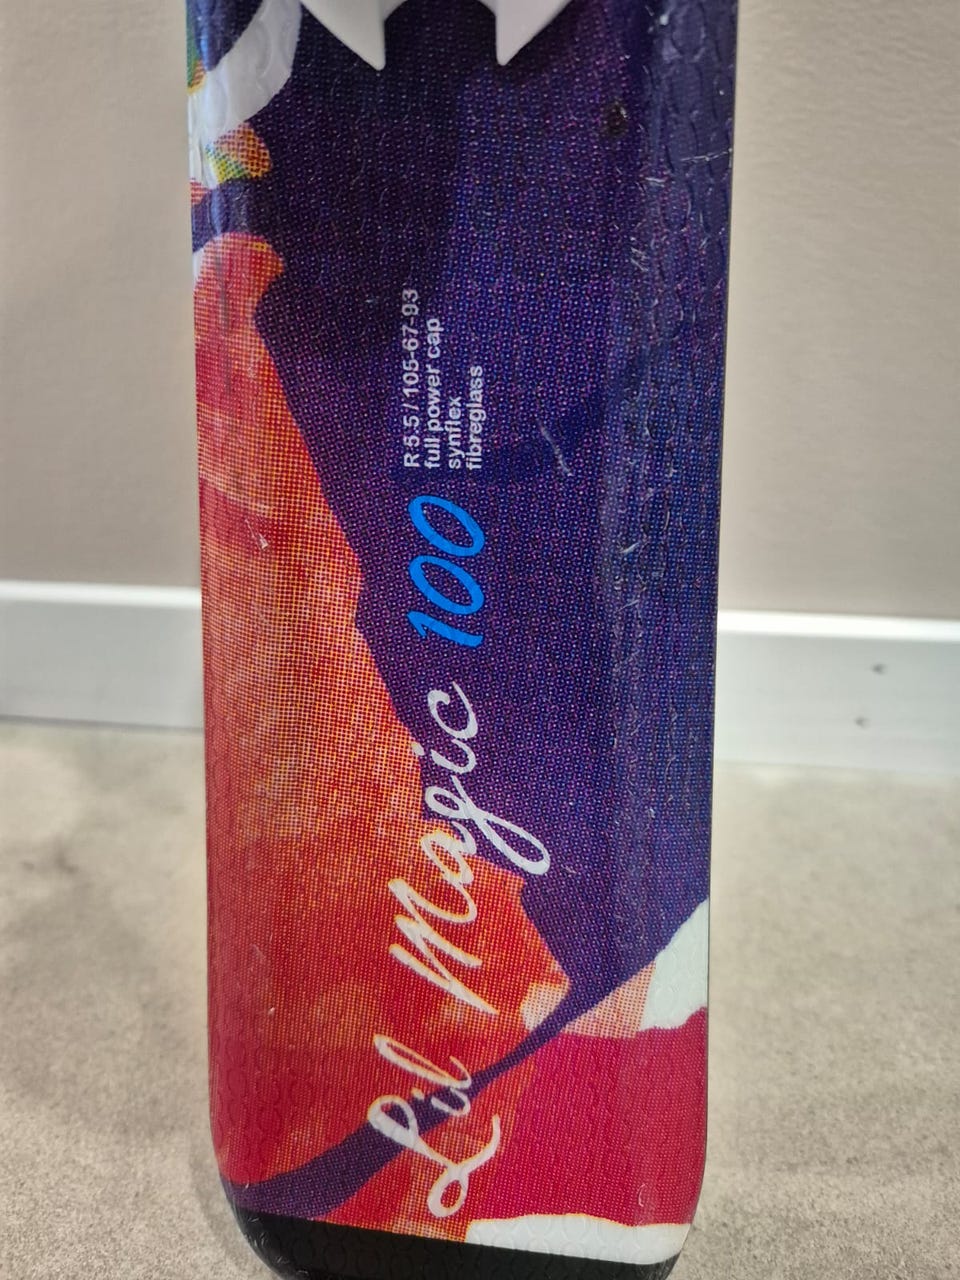 Lil Magic 100
R:5.5 / 105-67-93
full power cap
synflex
fibreglass